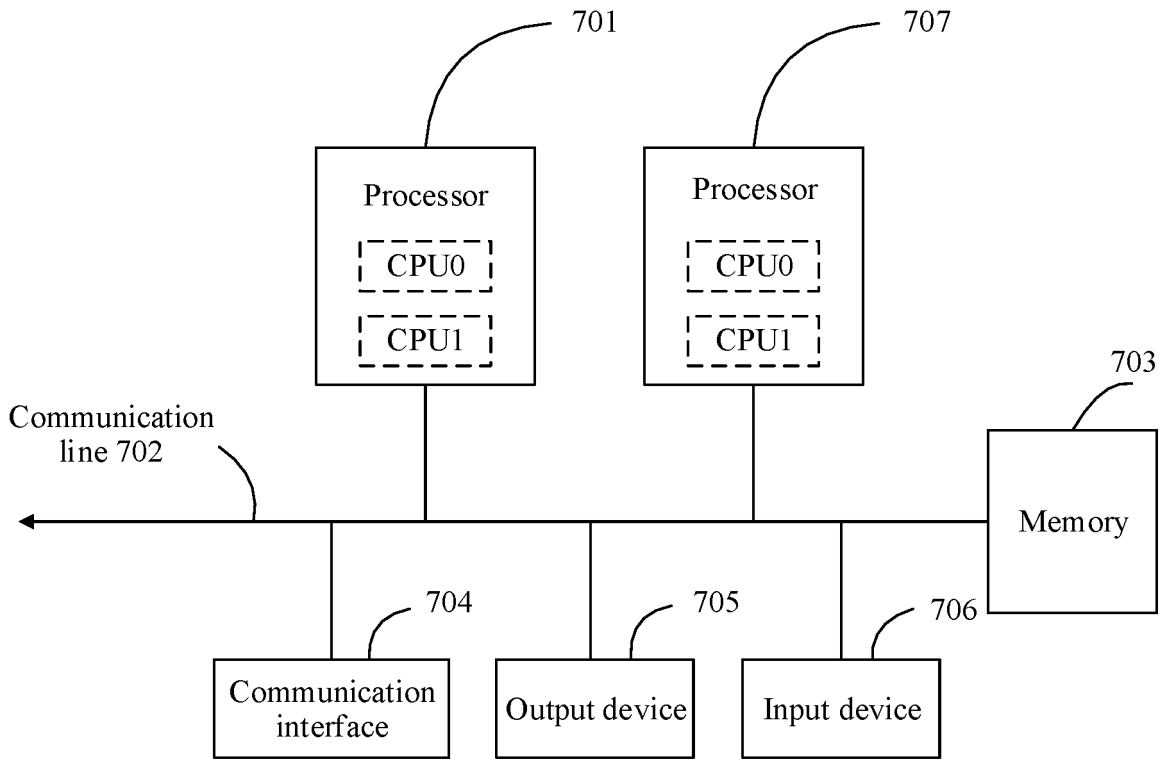 701
707
Processor
CPU0
CPU1
Processor
CPU0
CPU1
703
Communication
line 702
Memory
704
705
706
Communication
interface
Output device
Input device